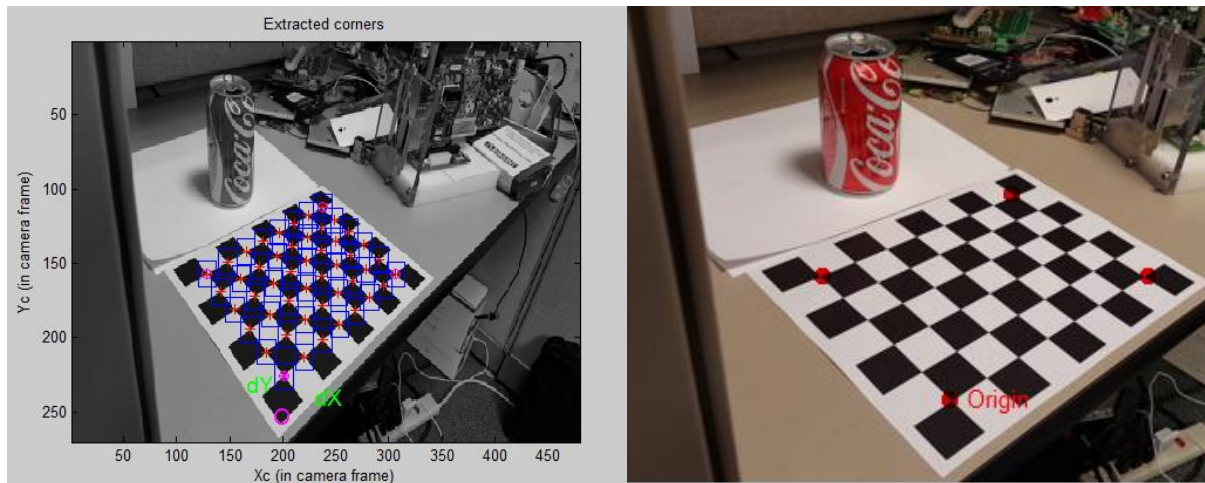 Extracted corners
Coca-Cola
50
100
150
200
250
Yc (in camera frame)
dY
dX
50 100 150 200 250 300 350 400 450
Xc (in camera frame)
Coca-Cola
Origin